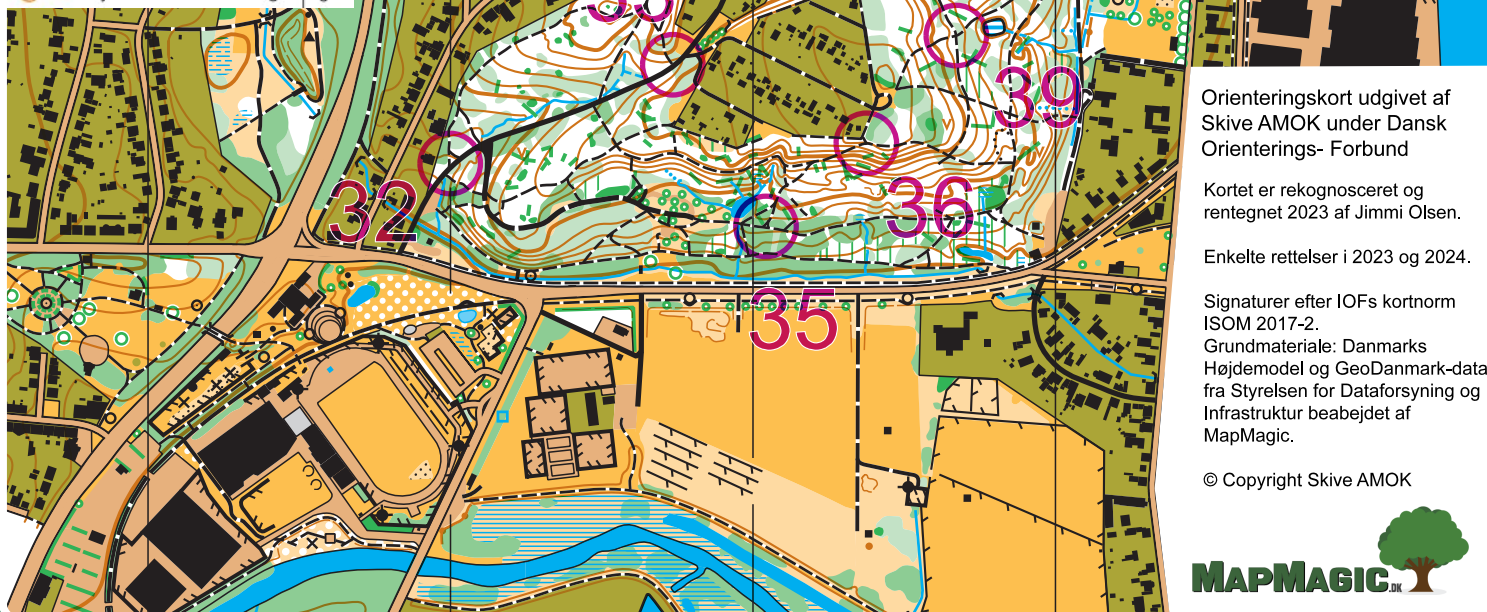 39
32
36
35
Orienteringskort udgivet af
Skive AMOK under Dansk
Orienterings- Forbund
Kortet er rekognosceret og
rentegnet 2023 af Jimmi Olsen.
Enkelte rettelser i 2023 og 2024.
Signaturer efter IOFs kortnorm
ISOM 2017-2.
Grundmateriale: Danmarks
Højdemodel og GeoDanmark-data
fra Styrelsen for Dataforsyning og
Infrastruktur beabejdet af
MapMagic.
© Copyright Skive AMOK
MAPMAGIC.DK